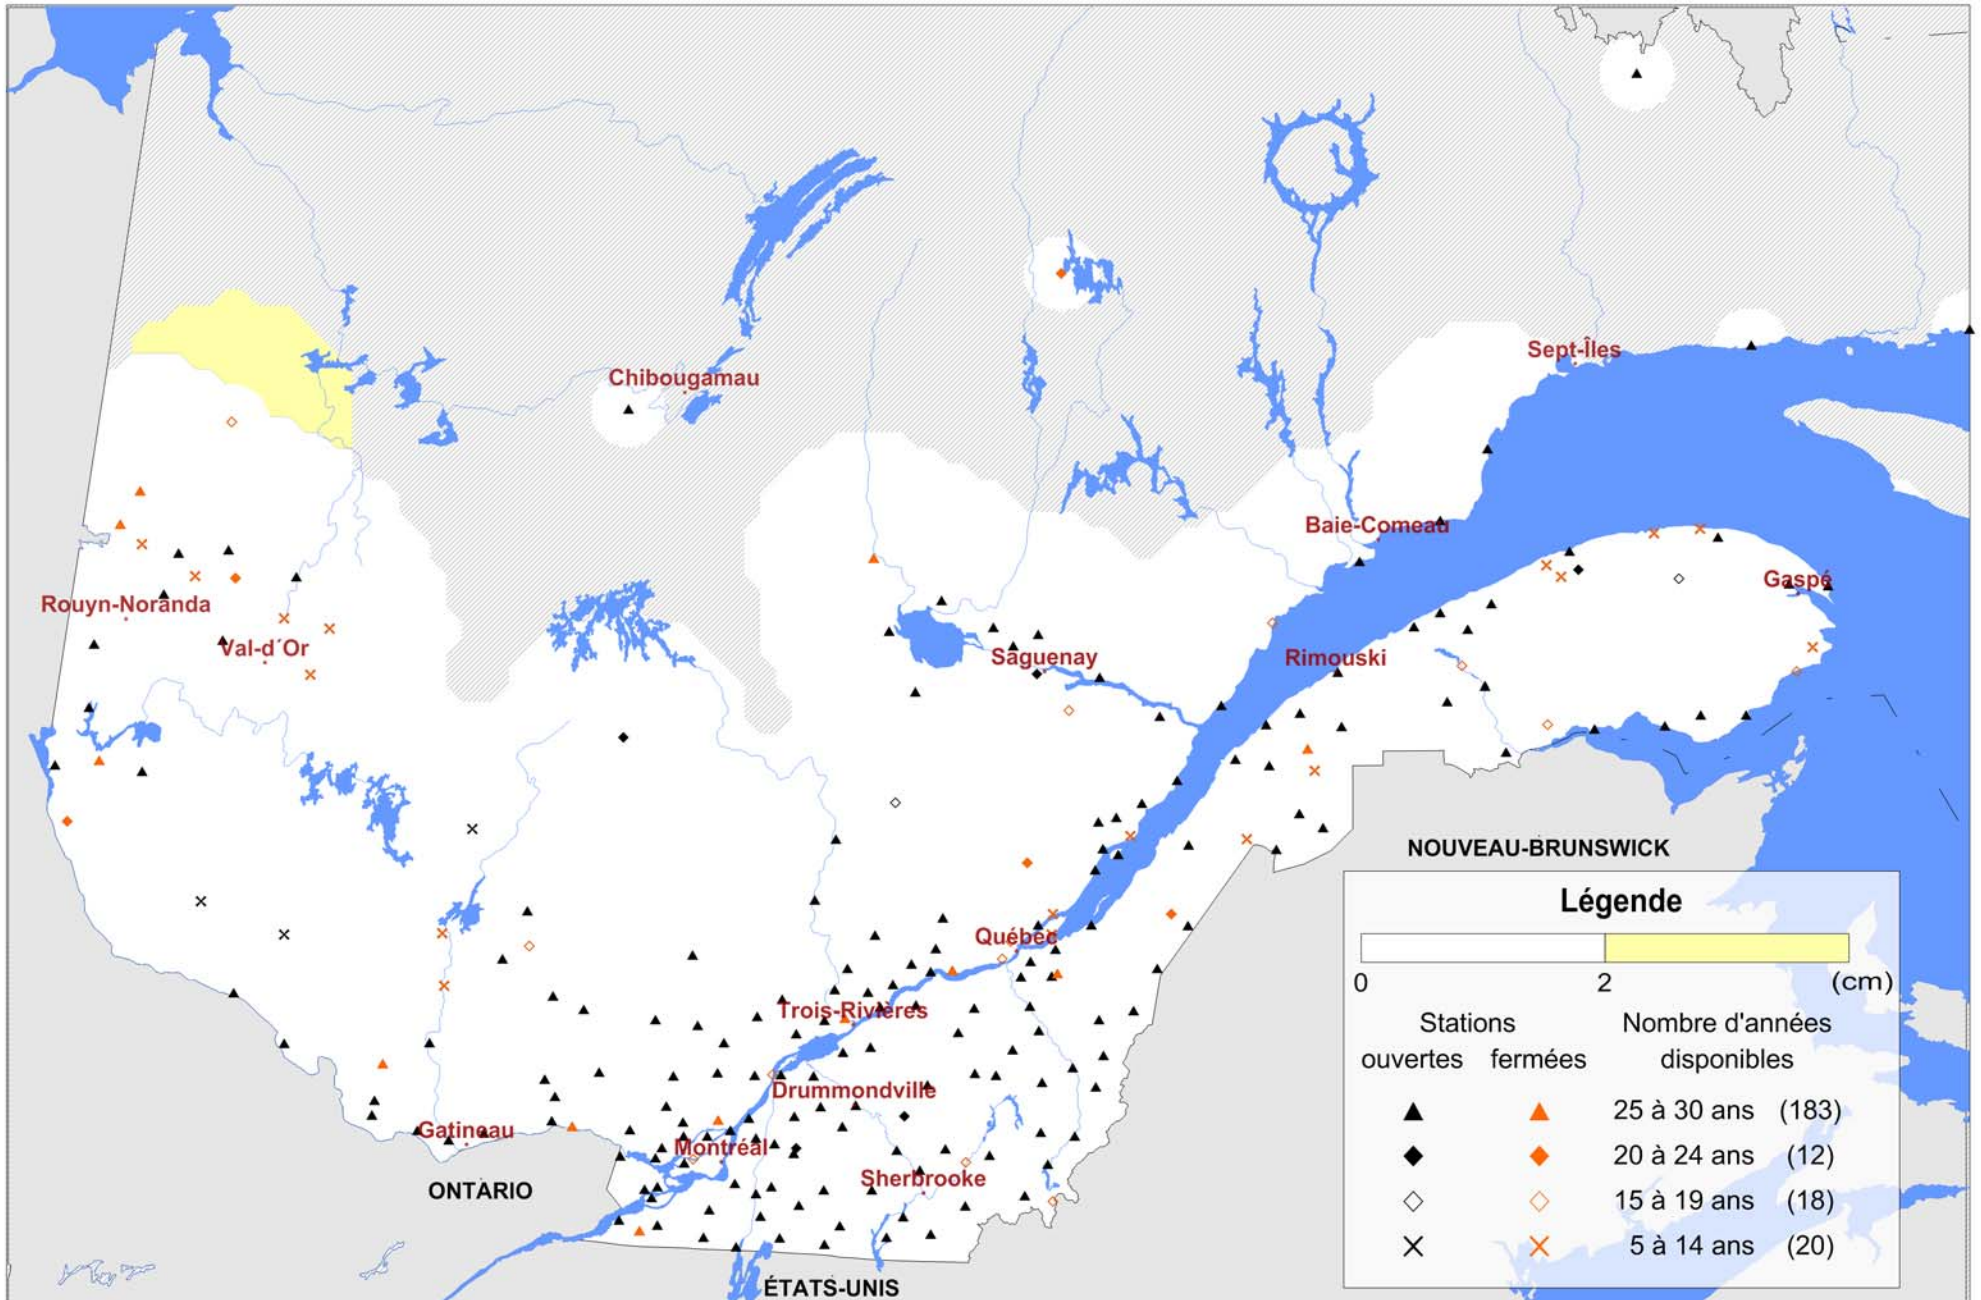 Sept-Îles
Chibougamau
Baie-Comeau
Gaspé
Rouyn-Noranda
Val-d´Or
Saguenay
Rimouski
NOUVEAU-BRUNSWICK
Québec
Trois-Rivières
Drummondville
Gatineau
Montréal
Sherbrooke
ONTARIO
ÉTATS-UNIS
Légende
0 2 (cm)
Stations Nombre d'années
ouvertes fermées disponibles
25 à 30 ans (183)
20 à 24 ans (12)
15 à 19 ans (18)
5 à 14 ans (20)